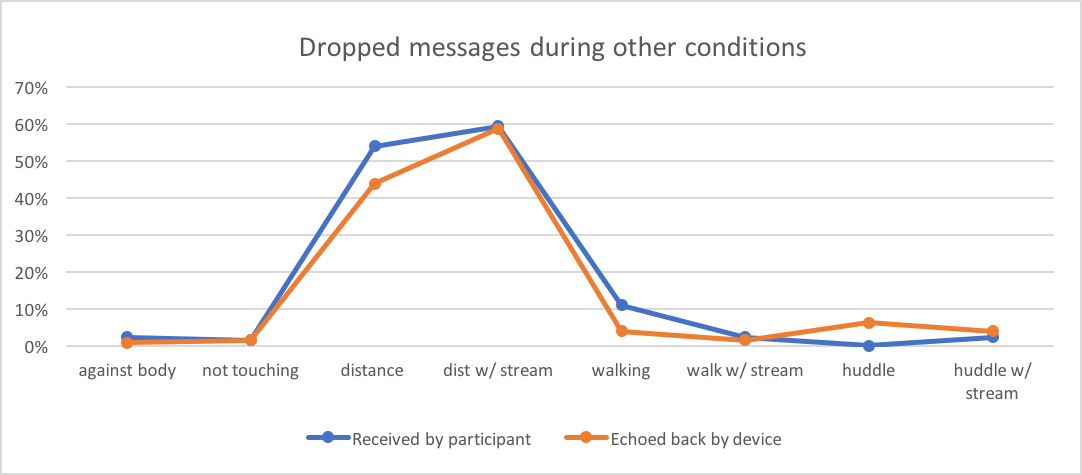 Dropped messages during other conditions
70%
60%
50%
40%
30%
20%
10%
0%
against body
not touching
distance
dist w/ stream
walking
walk w/ stream
huddle
huddle w/
stream
Received by participant
Echoed back by device